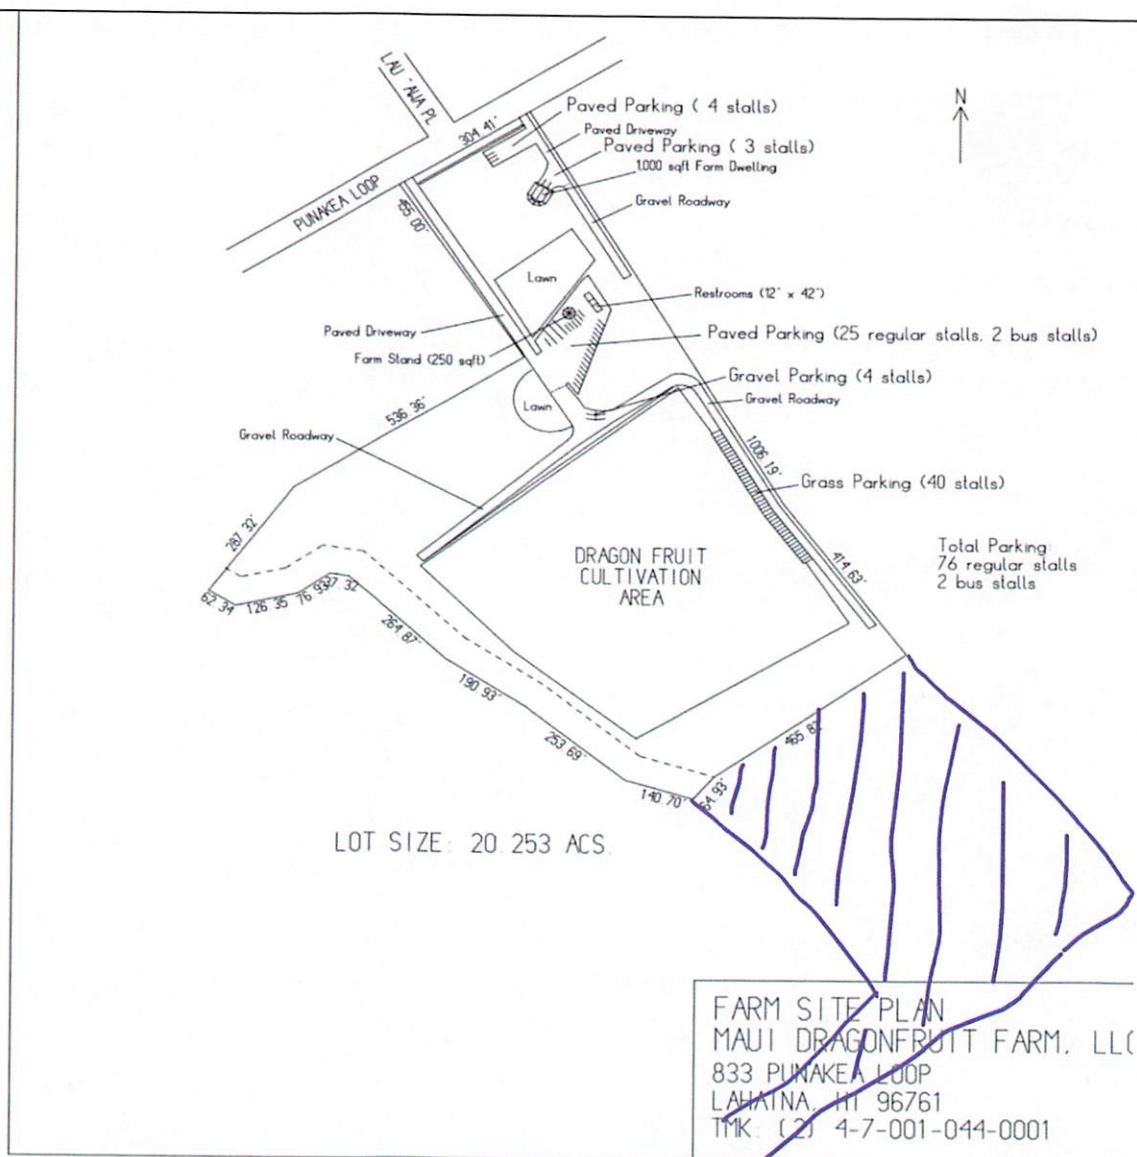 LAU 'AWA PL
Paved Parking ( 4 stalls)
N
304.41'
Paved Driveway
Paved Parking ( 3 stalls)
1,000 sqft Farm Dwelling
PUNAKEA LOOP
455.00'
Gravel Roadway
Lawn
Restrooms (12' x 42')
Paved Driveway
Paved Parking (25 regular stalls, 2 bus stalls)
Farm Stand (250 sqft)
Gravel Parking (4 stalls)
Gravel Roadway
Lawn
536.36'
Gravel Roadway
1006.19'
Grass Parking (40 stalls)
287.32'
DRAGON FRUIT
CULTIVATION
AREA
414.63'
Total Parking:
76 regular stalls
2 bus stalls
62.34
126.35
76.93
264.87'
190.93'
253.69'
465.82'
140.70'
64.93'
LOT SIZE: 20.253 ACS.
FARM SITE PLAN
MAUI DRAGONFRUIT FARM, LLC
833 PUNAKEA LOOP
LAHAINA, HI 96761
TMK: (2) 4-7-001-044-0001